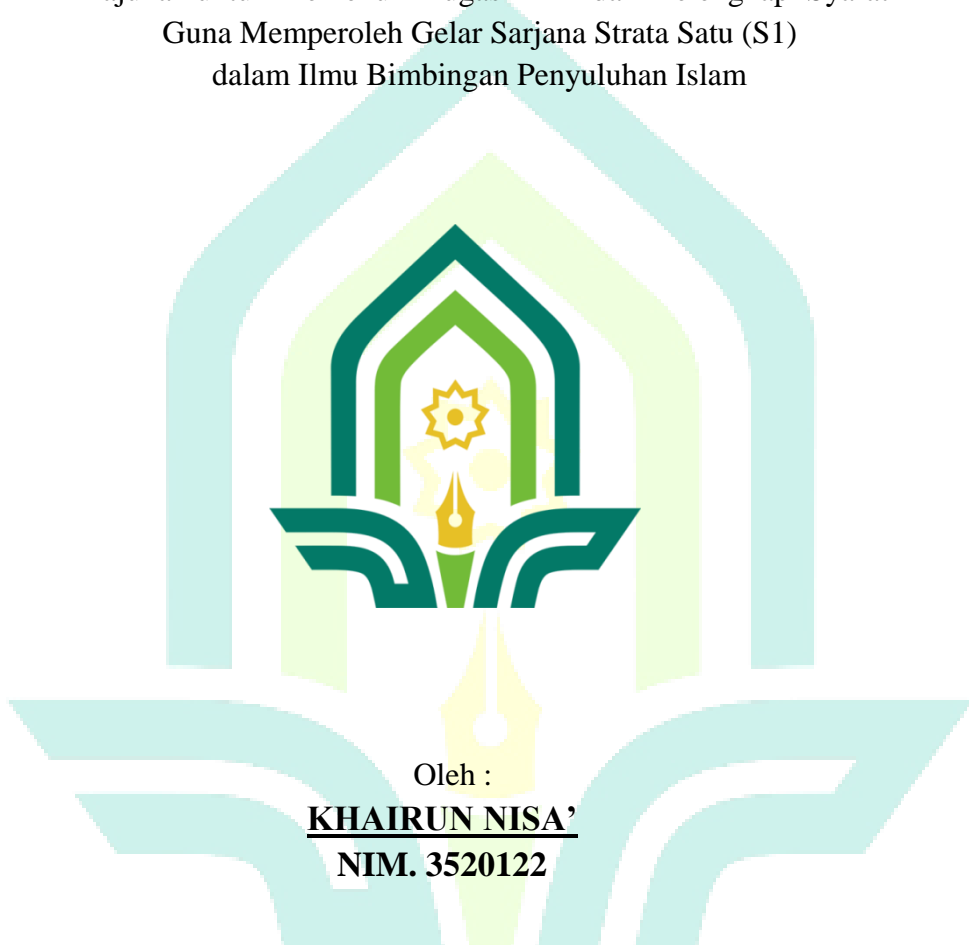 Guna Memperoleh Gelar Sarjana Strata Satu (S1)
dalam Ilmu Bimbingan Penyuluhan Islam
Oleh :
KHAIRUN NISA’
NIM. 3520122